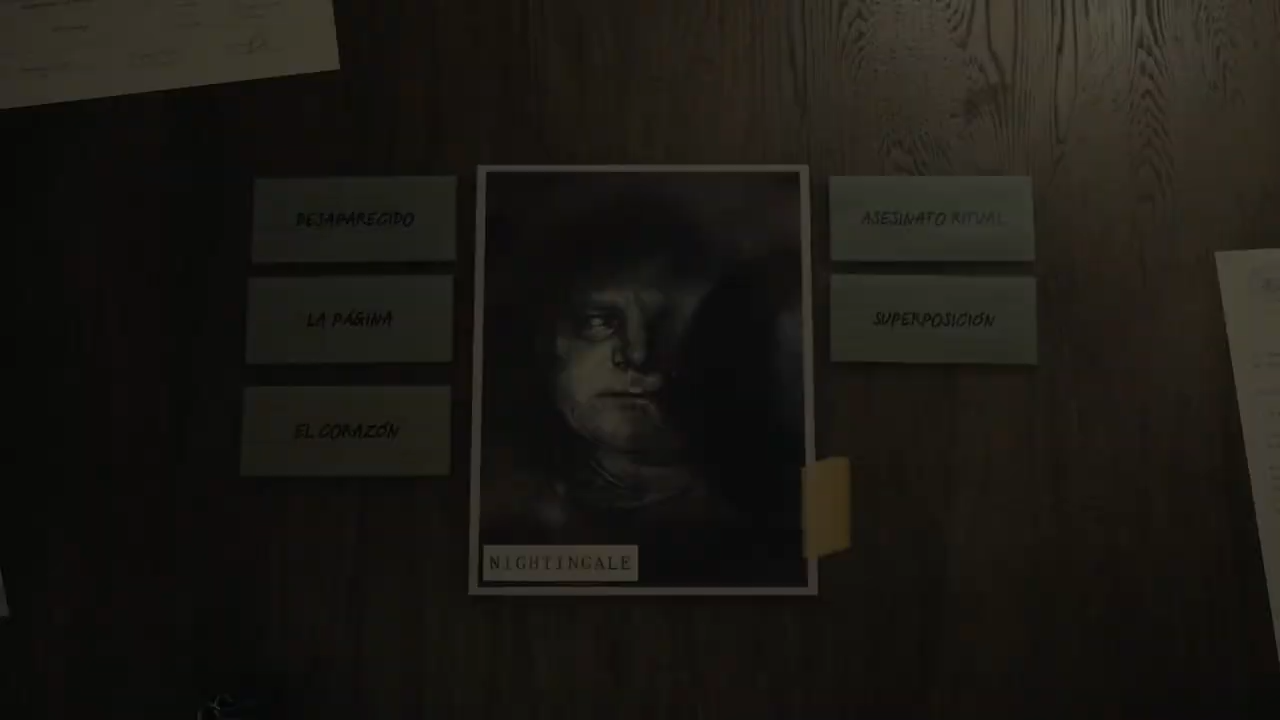 DESAPARECIDO
LA PÁGINA
EL CORAZÓN
NIGHTINGALE
ASESINATO RITUAL
SUPERPOSICIÓN